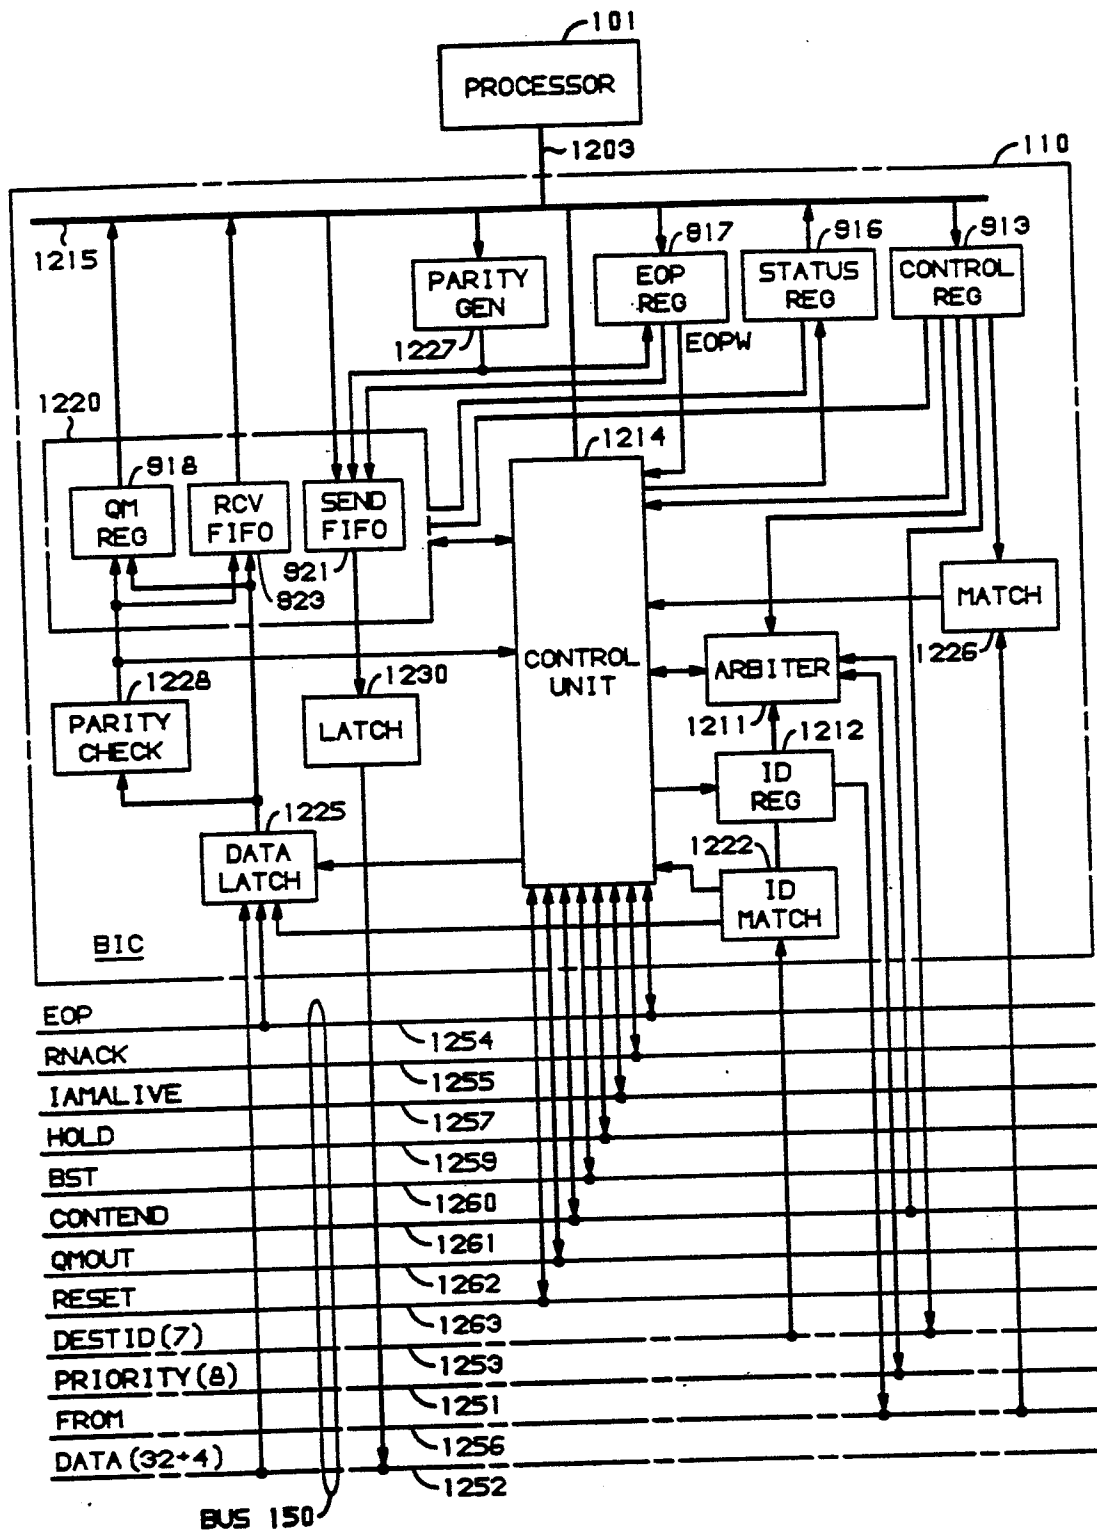 101
PROCESSOR
1203
110
1215
917
916
913
PARITY
GEN
EOP
REG
STATUS
REG
CONTROL
REG
1227
EOPW
1220
1214
918
QM
REG
RCV
FIFO
SEND
FIFO
921
923
MATCH
1226
CONTROL
UNIT
ARBITER
1211
1228
1230
PARITY
CHECK
LATCH
1212
ID
REG
1225
DATA
LATCH
1222
ID
MATCH
BIC
EOP
1254
RNACK
1255
IAMALIVE
1257
HOLD
1259
BST
1260
CONTEND
1261
QMOUT
1262
RESET
1263
DESTID(7)
1253
PRIORITY(8)
1251
FROM
1256
DATA(32+4)
1252
BUS 150